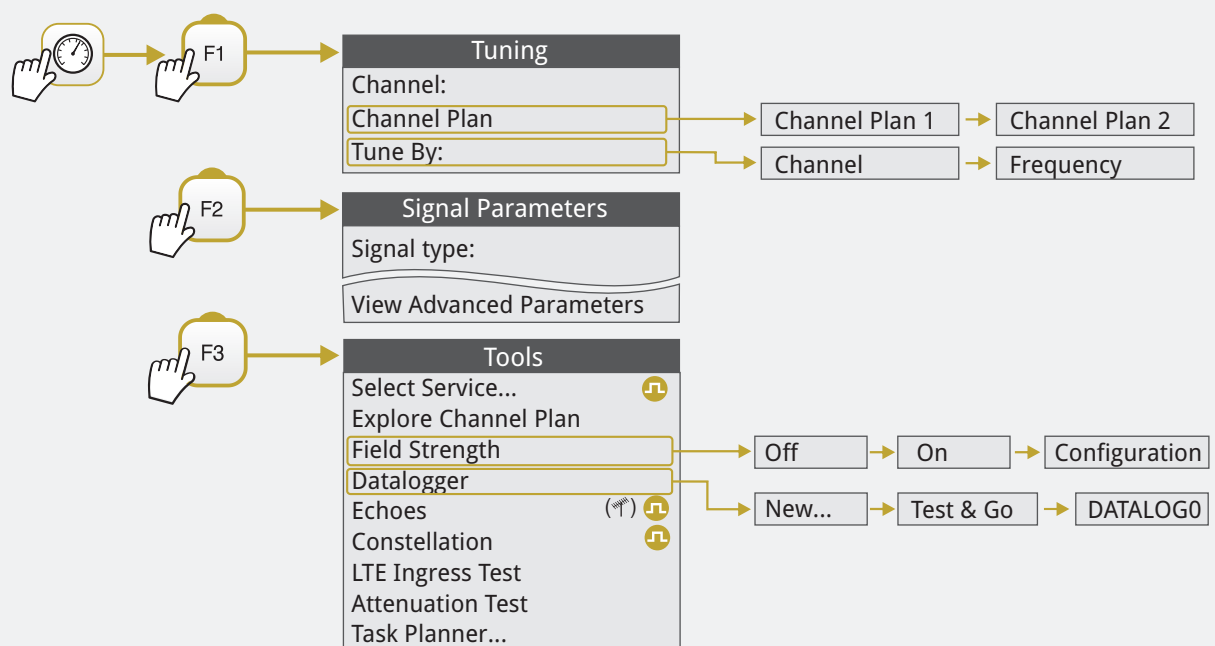 F1
Tuning
Channel:
Channel Plan
Channel Plan 1
Channel Plan 2
Tune By:
Channel
Frequency
F2
Signal Parameters
Signal type:
View Advanced Parameters
F3
Tools
Select Service...
Explore Channel Plan
Field Strength
Off
On
Configuration
Datalogger
New...
Test & Go
DATALOG0
Echoes
Constellation
LTE Ingress Test
Attenuation Test
Task Planner...